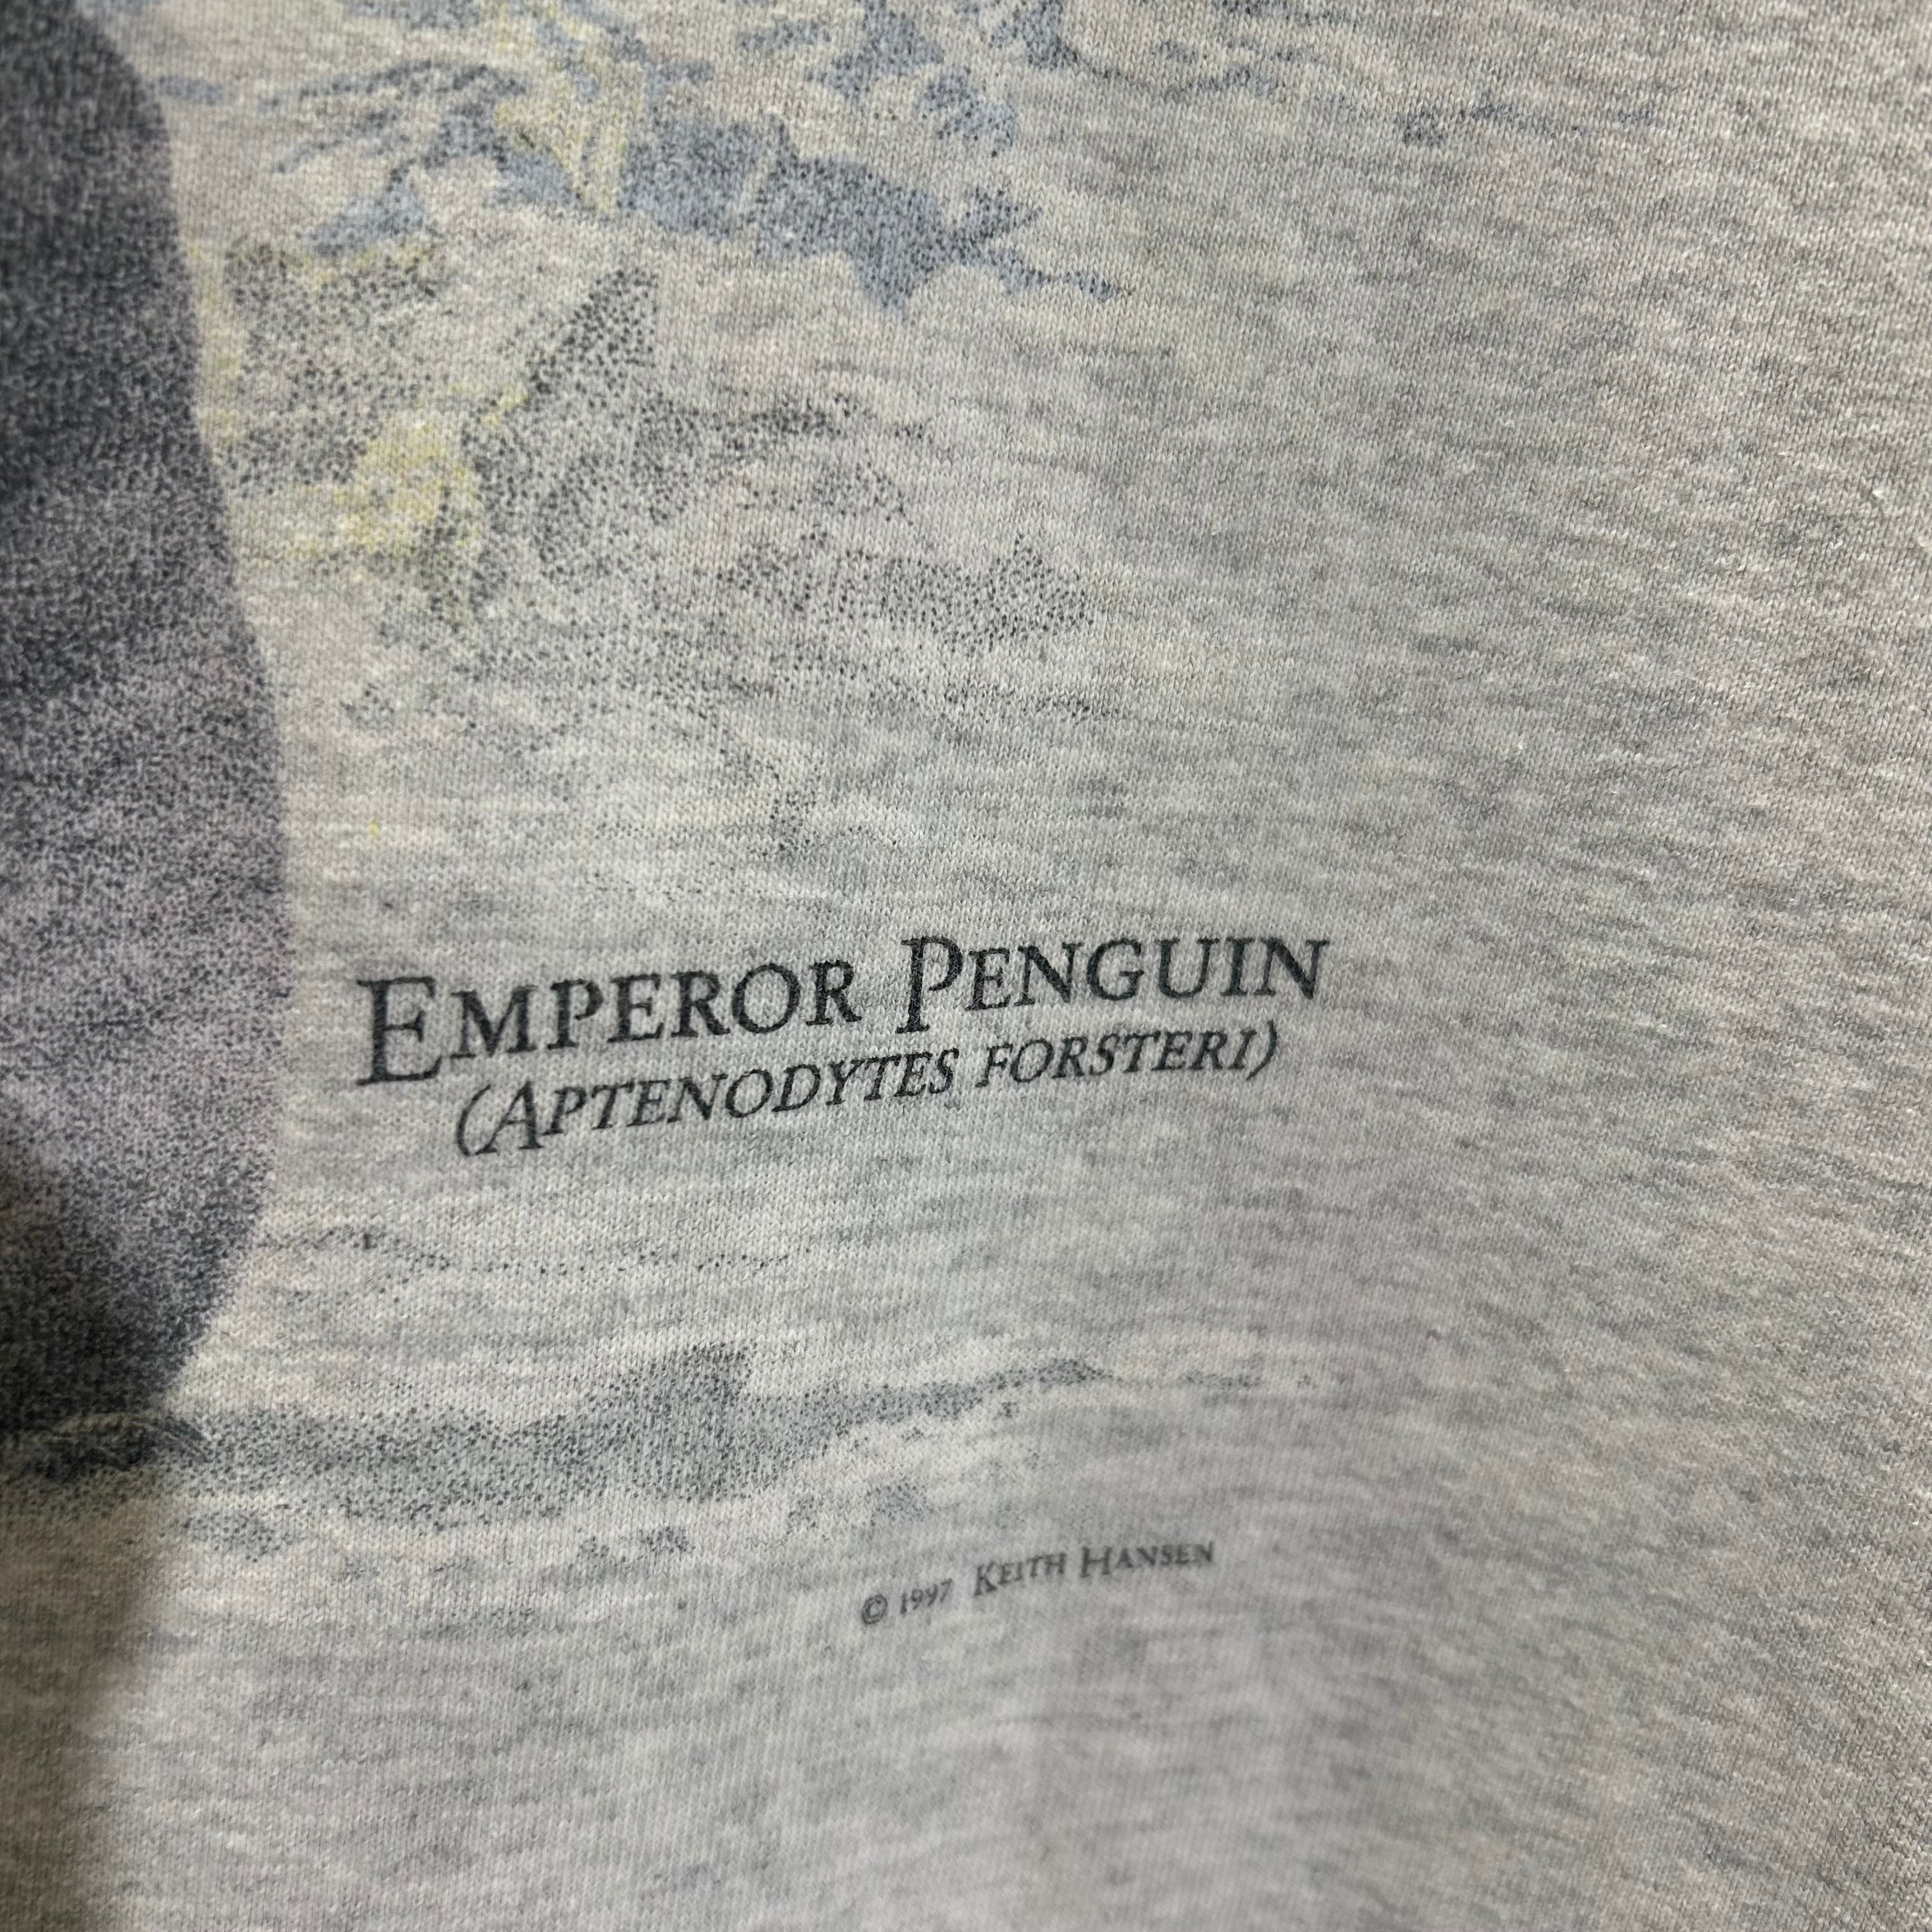 EMPEROR PENGUIN
(APTENODYTES FORSTERI)
© 1997 KEITH HANSEN